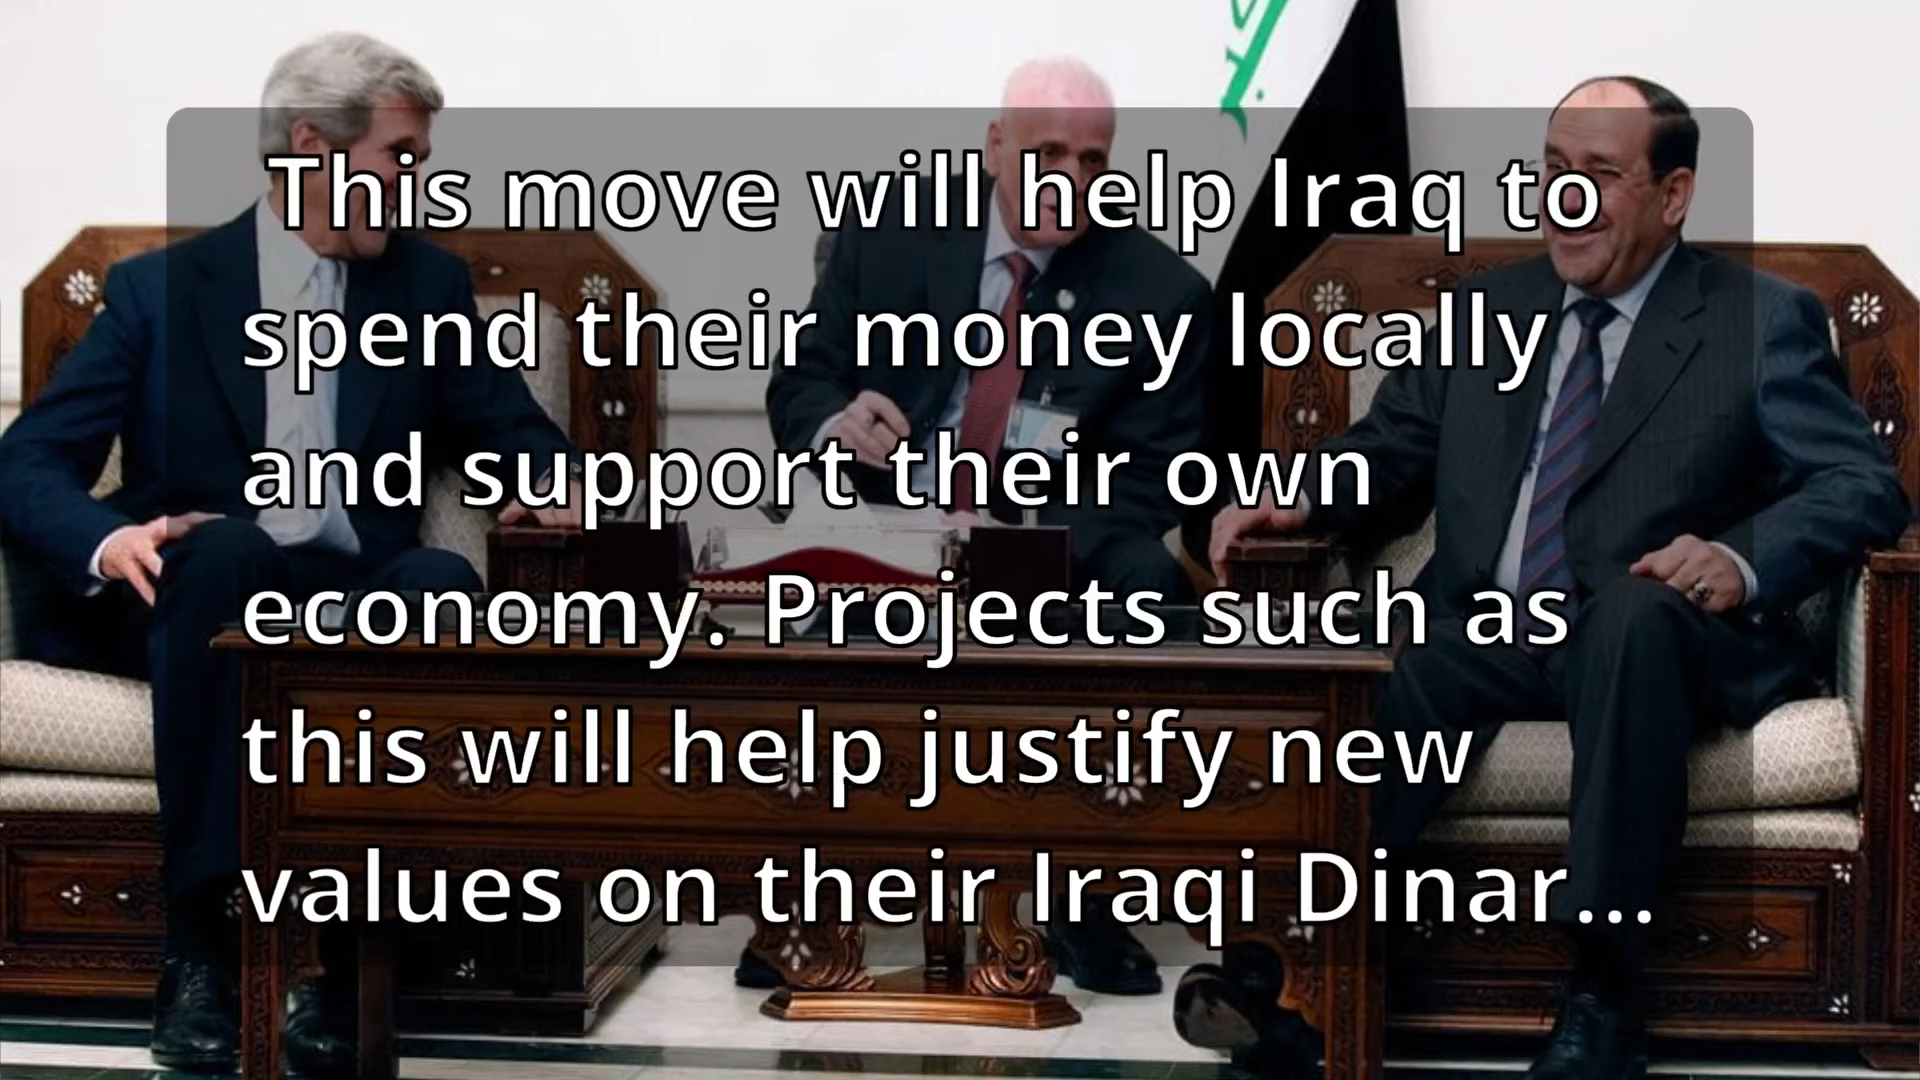 This move will help Iraq to
spend their money locally
and support their own
economy. Projects such as
this will help justify new
values on their Iraqi Dinar...